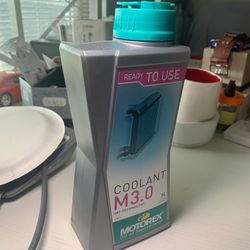 READY TO USE
COOLANT
M3.0
1L
MOTOREX